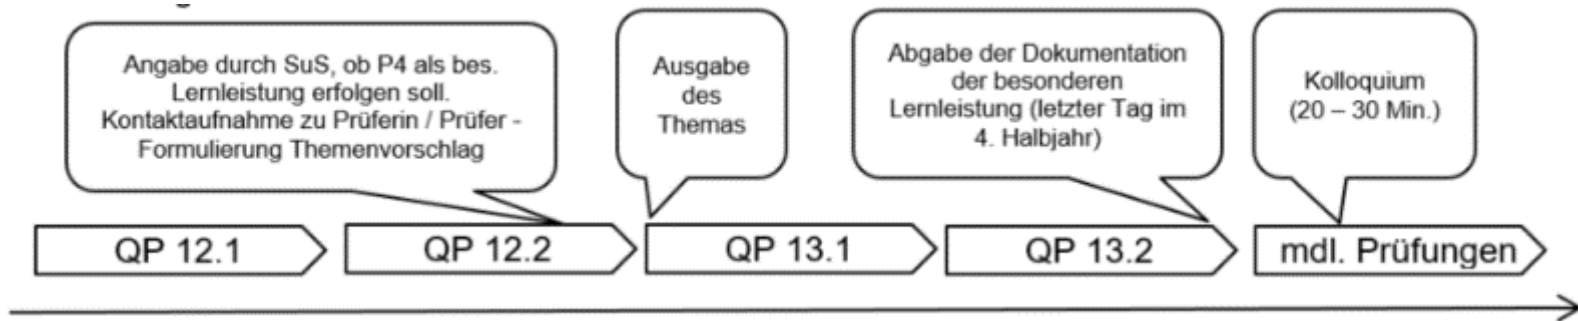 Angabe durch SuS, ob P4 als bes.
Lernleistung erfolgen soll.
Kontaktaufnahme zu Prüferin / Prüfer -
Formulierung Themenvorschlag
Ausgabe
des
Themas
Abgabe der Dokumentation
der besonderen
Lernleistung (letzter Tag im
4. Halbjahr)
Kolloquium
(20 – 30 Min.)
QP 12.1
QP 12.2
QP 13.1
QP 13.2
mdl. Prüfungen